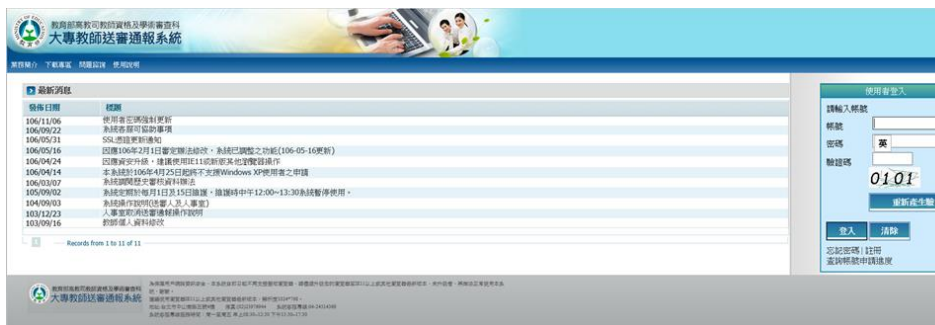 教育部高教司教師資格及學術審查科
大專教師送審通報系統
業務簡介 下載專區 問題諮詢 使用說明
最新消息
發佈日期 標題
106/11/06 使用者密碼強制更新
106/09/22 系統客服可協助事項
106/05/31 SSL憑證更新通知
106/05/16 因應106年2月1日審定辦法修改，系統已調整之功能(106-05-16更新)
106/04/24 因應資安升級，建議使用IE11或新版其他瀏覽器操作
106/04/14 本系統於106年4月25日起將不支援Windows XP使用者之申請
106/03/07 系統調閱歷史審核資料辦法
105/09/02 系統定期於每月1日及15日維護，維護時中午12:00~13:30系統暫停使用。
104/09/03 系統操作說明(送審人及人事室)
103/12/23 人事室取消送審通報操作說明
103/09/16 教師個人資料修改
1 Records from 1 to 11 of 11
使用者登入
請輸入帳號
帳號
密碼 英
驗證碼
0101
重新產生驗
登入 清除
忘記密碼 | 註冊
查詢帳號申請進度
教育部高教司教師資格及學術審查科
大專教師送審通報系統